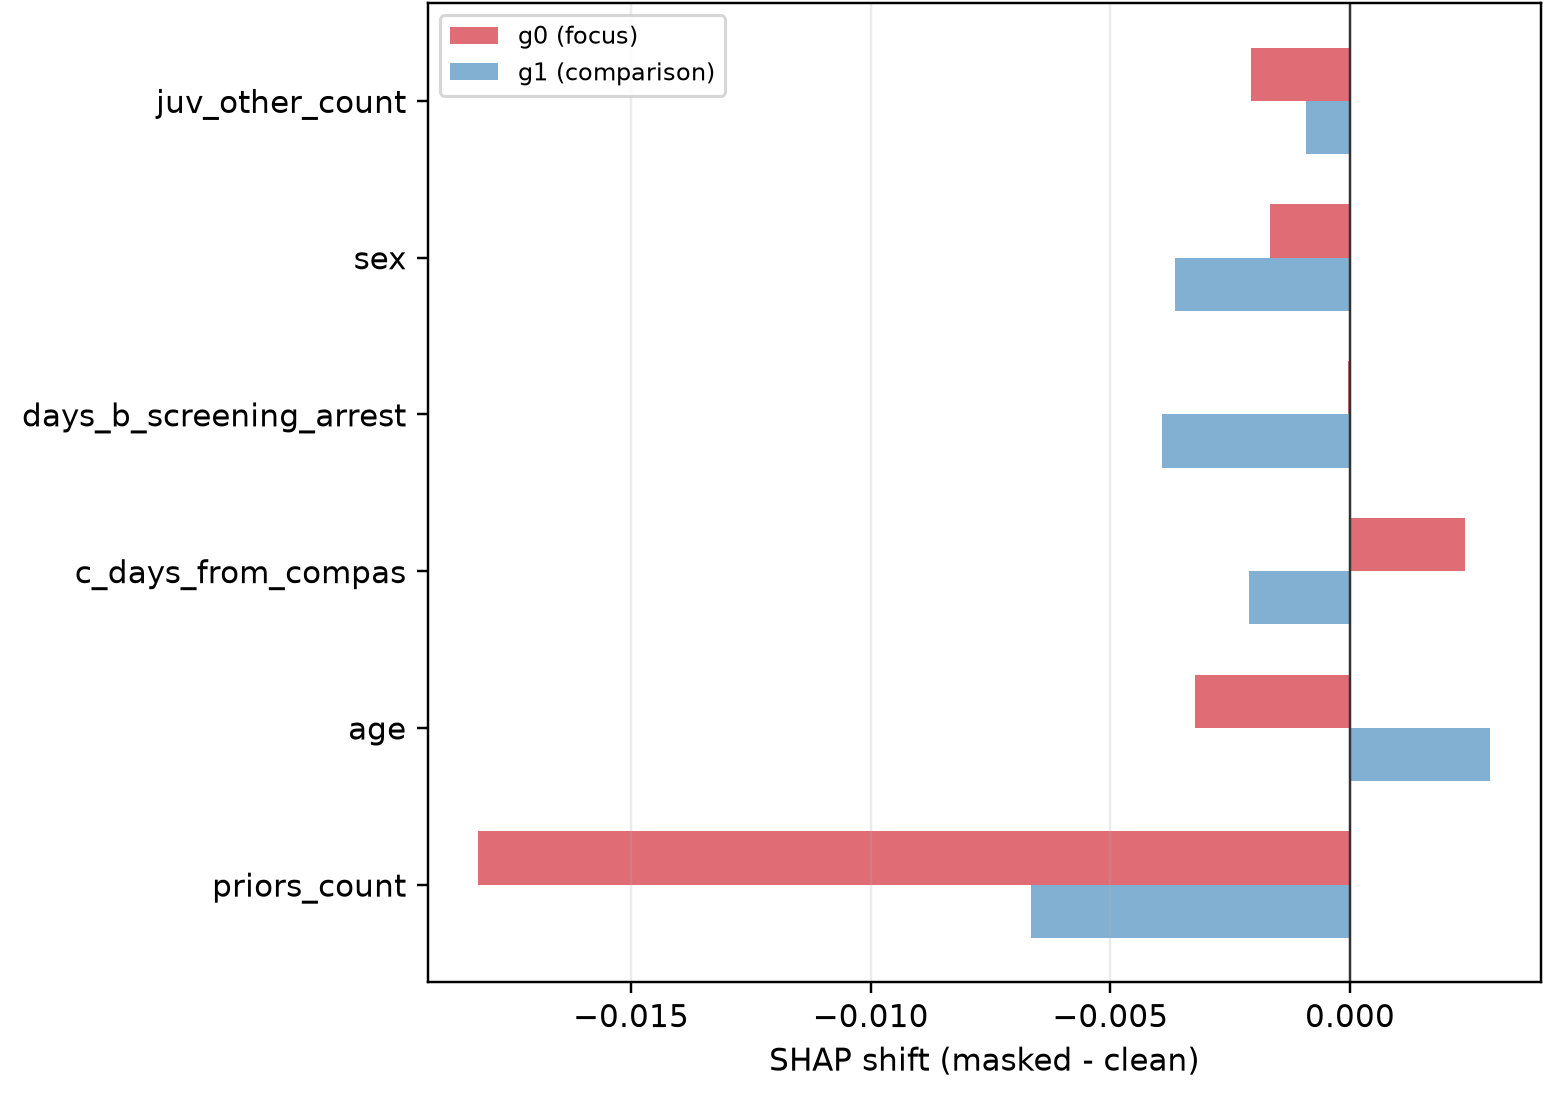 g0 (focus)
g1 (comparison)
juv_other_count
sex
days_b_screening_arrest
c_days_from_compas
age
priors_count
−0.015 −0.010 −0.005 0.000
SHAP shift (masked - clean)